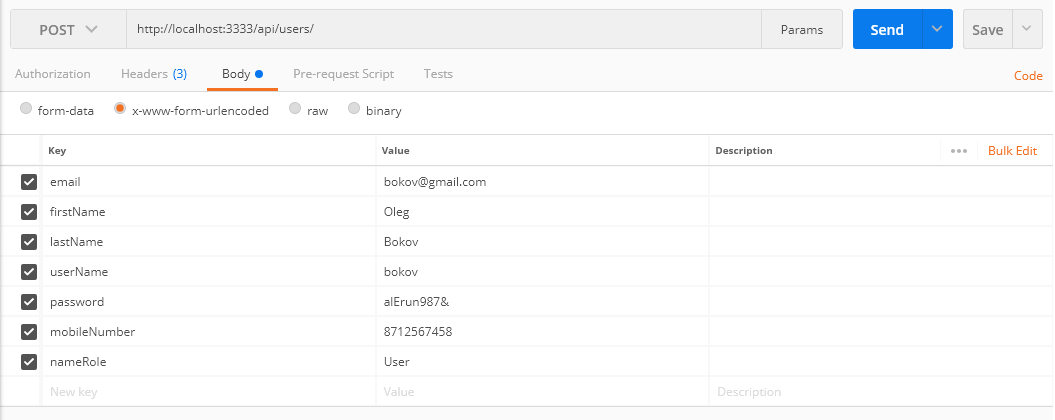 POST http://localhost:3333/api/users/ Params Send Save
Authorization Headers (3) Body Pre-request Script Tests Code
form-data x-www-form-urlencoded raw binary
Key Value Description ••• Bulk Edit
email bokov@gmail.com
firstName Oleg
lastName Bokov
userName bokov
password alErun987&
mobileNumber 8712567458
nameRole User
New key Value Description